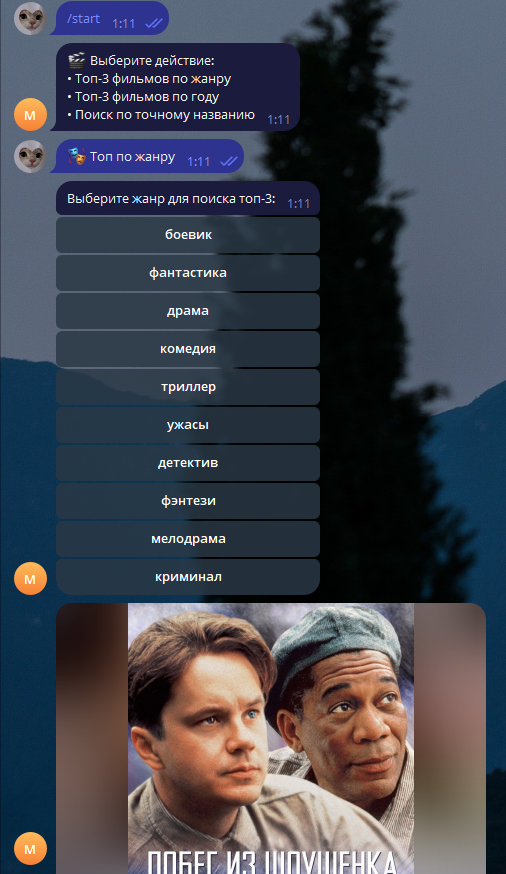 /start 1:11
🎬 Выберите действие:
• Топ-3 фильмов по жанру
• Топ-3 фильмов по году
• Поиск по точному названию 1:11
М
🎭 Топ по жанру 1:11
Выберите жанр для поиска топ-3: 1:11
боевик
фантастика
драма
комедия
триллер
ужасы
детектив
фэнтези
мелодрама
криминал
М
ПОБЕГ ИЗ ШОУШЕНКА
М